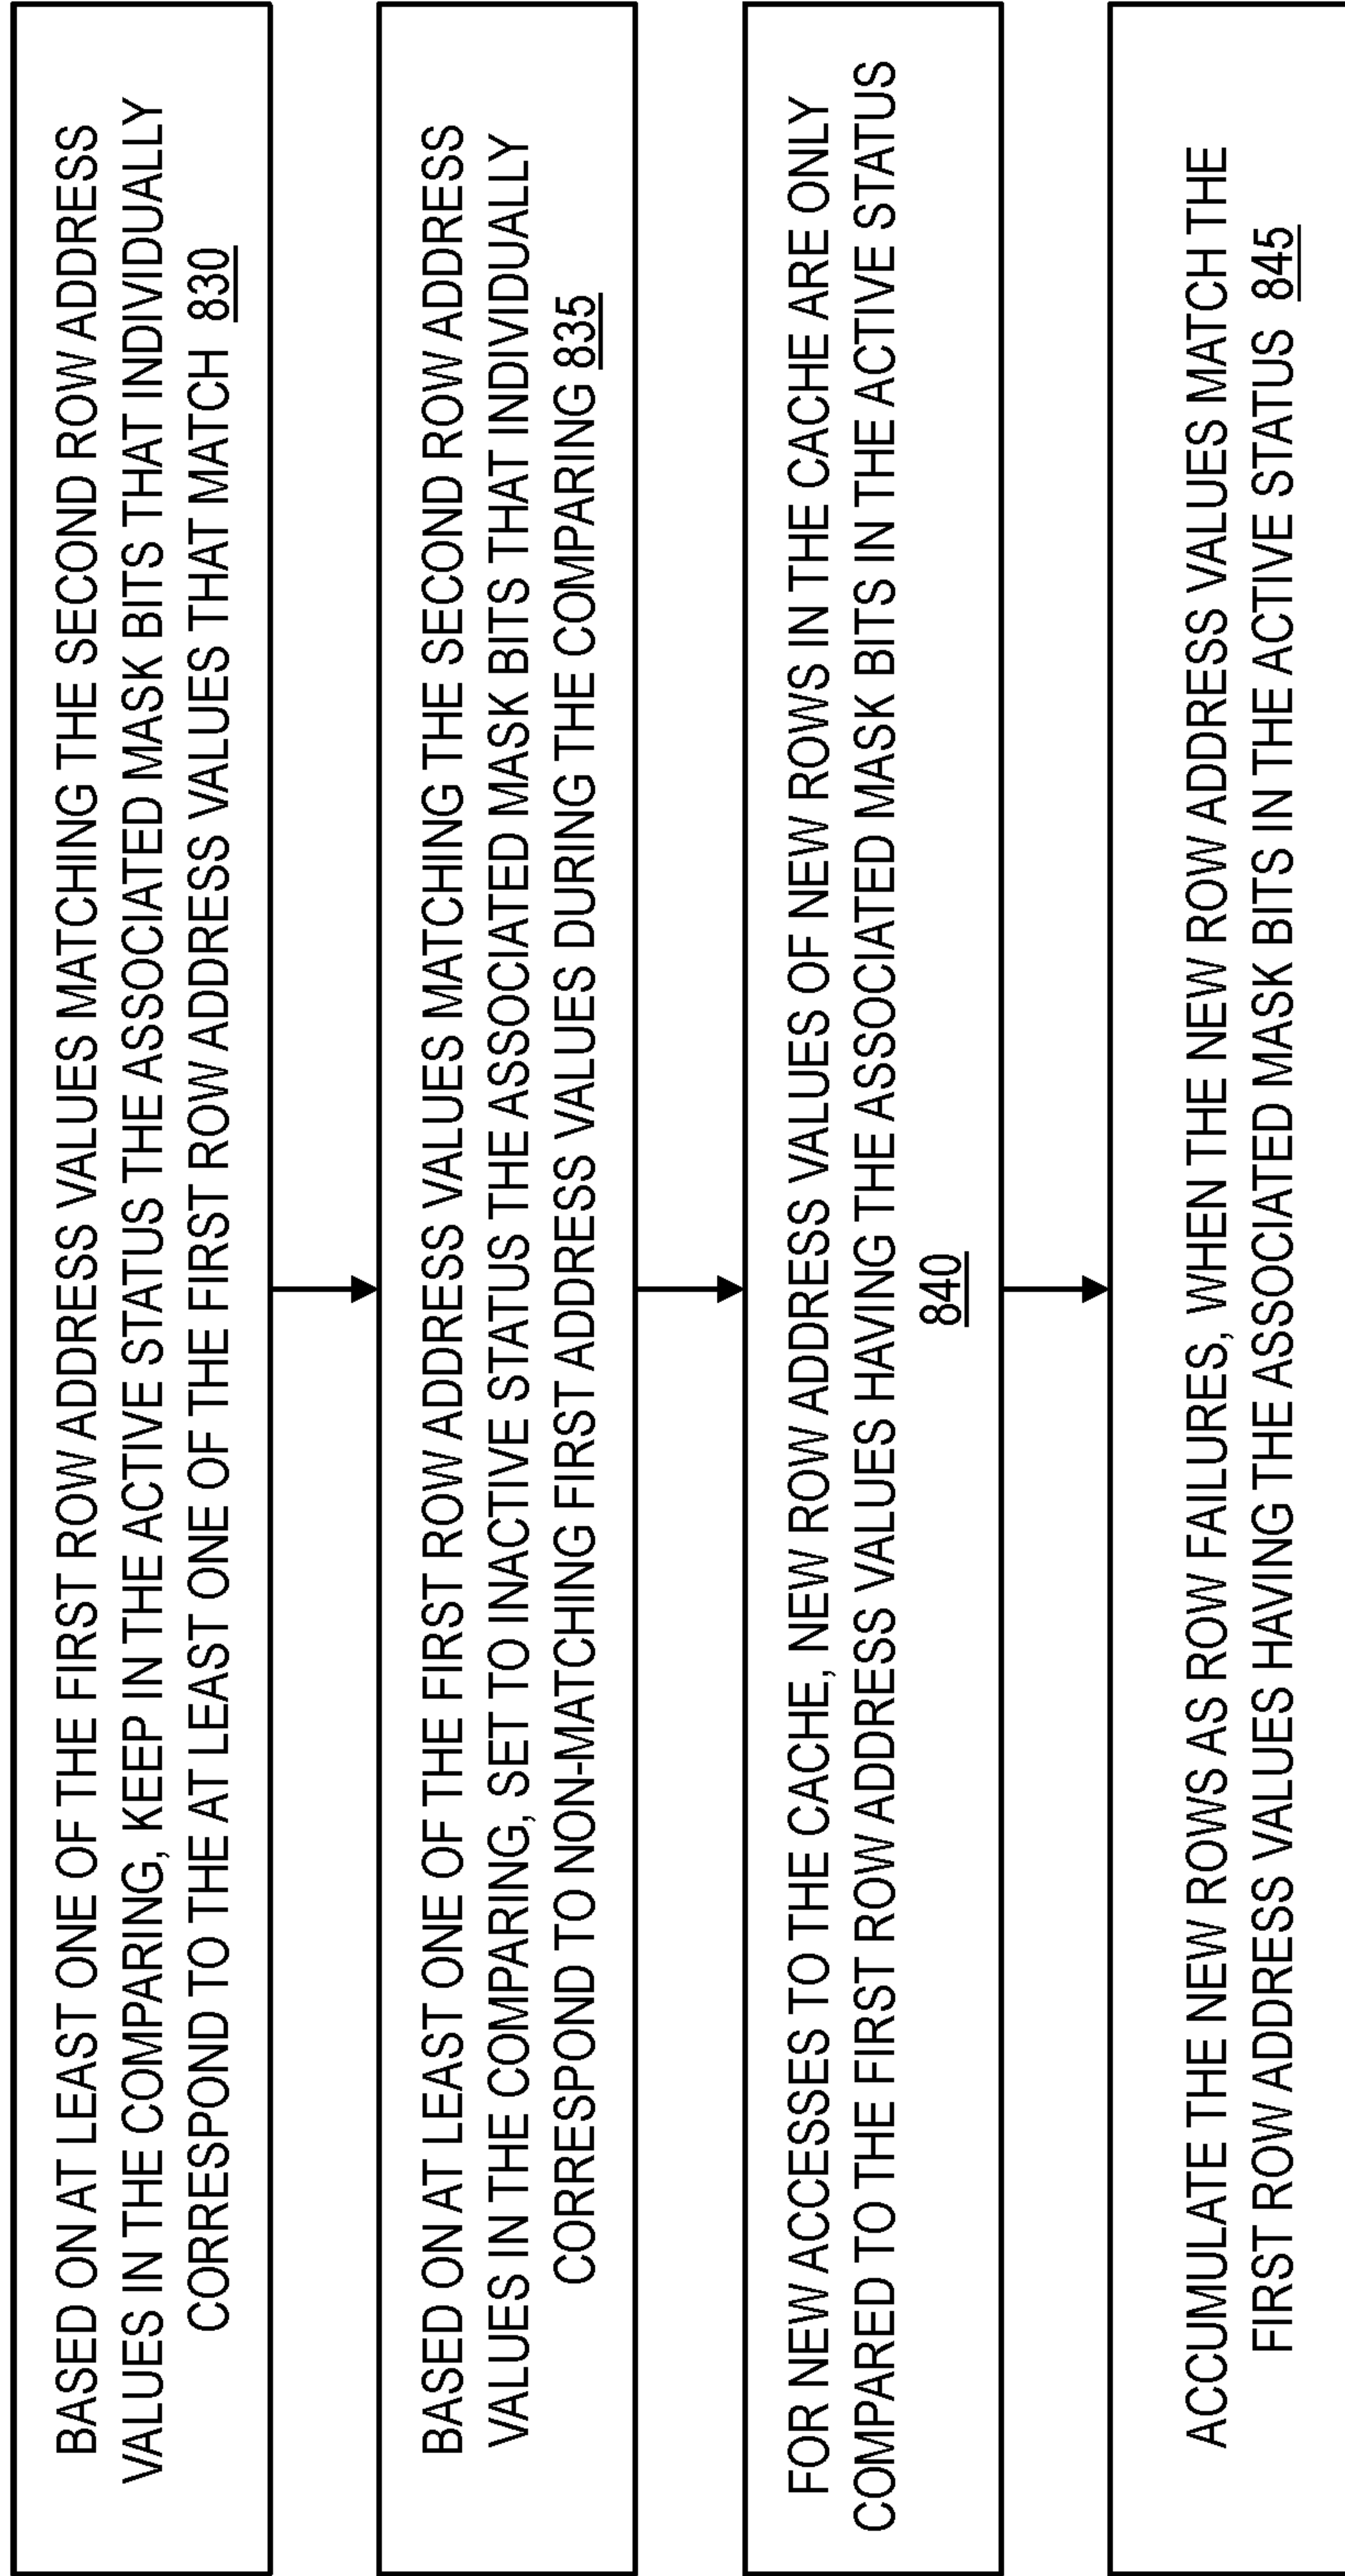 BASED ON AT LEAST ONE OF THE FIRST ROW ADDRESS VALUES MATCHING THE SECOND ROW ADDRESS
VALUES IN THE COMPARING, KEEP IN THE ACTIVE STATUS THE ASSOCIATED MASK BITS THAT INDIVIDUALLY
CORRESPOND TO THE AT LEAST ONE OF THE FIRST ROW ADDRESS VALUES THAT MATCH 830
BASED ON AT LEAST ONE OF THE FIRST ROW ADDRESS VALUES MATCHING THE SECOND ROW ADDRESS
VALUES IN THE COMPARING, SET TO INACTIVE STATUS THE ASSOCIATED MASK BITS THAT INDIVIDUALLY
CORRESPOND TO NON-MATCHING FIRST ADDRESS VALUES DURING THE COMPARING 835
FOR NEW ACCESSES TO THE CACHE, NEW ROW ADDRESS VALUES OF NEW ROWS IN THE CACHE ARE ONLY
COMPARED TO THE FIRST ROW ADDRESS VALUES HAVING THE ASSOCIATED MASK BITS IN THE ACTIVE STATUS
840
ACCUMULATE THE NEW ROWS AS ROW FAILURES, WHEN THE NEW ROW ADDRESS VALUES MATCH THE
FIRST ROW ADDRESS VALUES HAVING THE ASSOCIATED MASK BITS IN THE ACTIVE STATUS 845